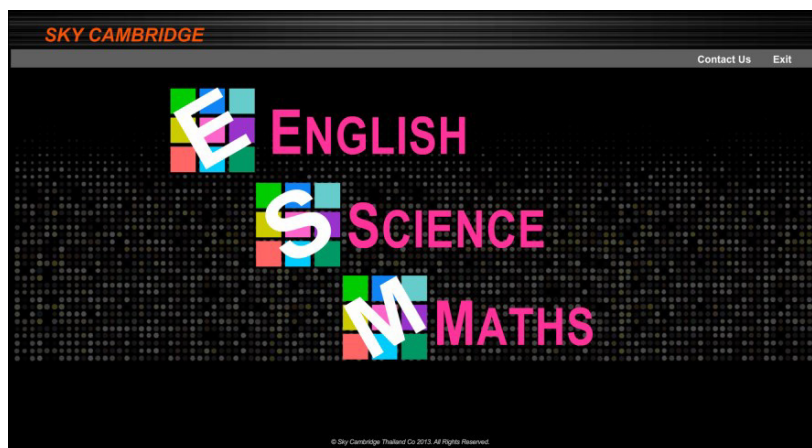 SKY CAMBRIDGE
Contact Us Exit
E ENGLISH
S SCIENCE
M MATHS
© Sky Cambridge Thailand Co 2013. All Rights Reserved.